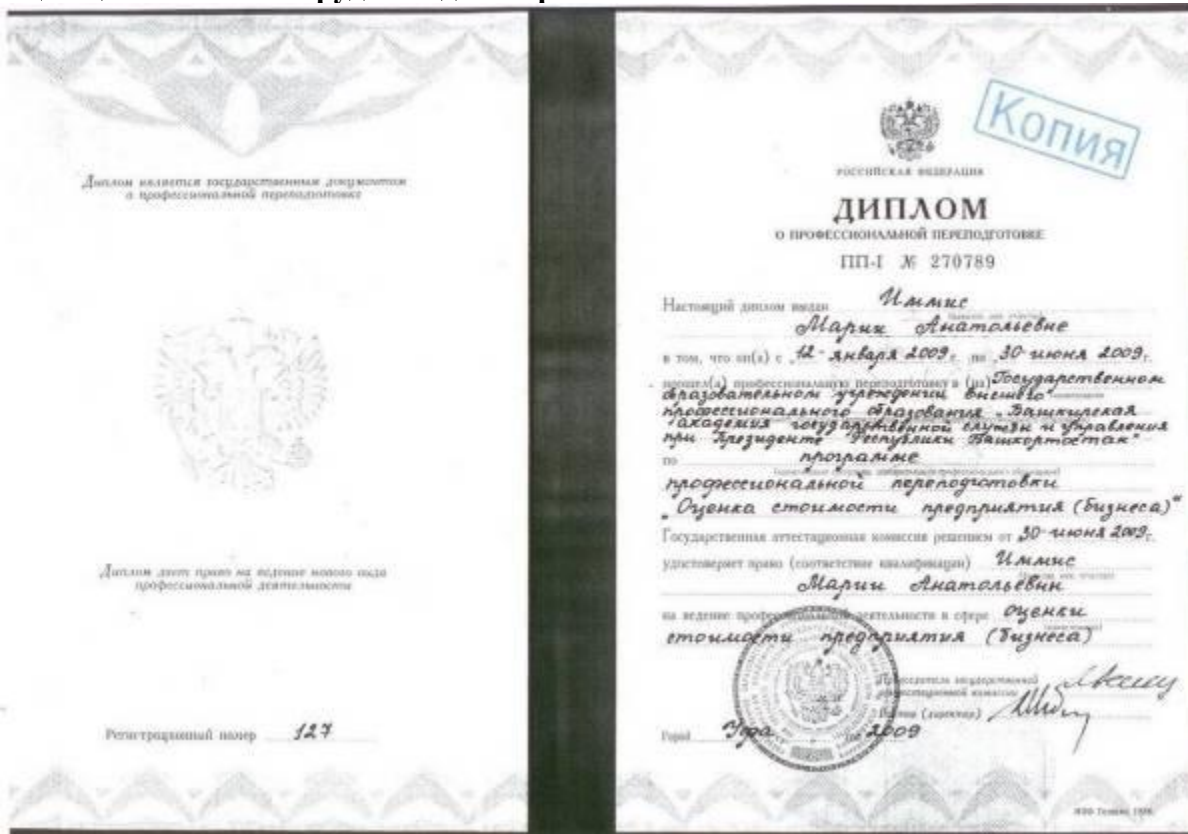 Диплом является государственным документом
о профессиональной переподготовке
Диплом дает право на ведение нового вида
профессиональной деятельности
Регистрационный номер 127
Копия
РОССИЙСКАЯ ФЕДЕРАЦИЯ
ДИПЛОМ
О ПРОФЕССИОНАЛЬНОЙ ПЕРЕПОДГОТОВКЕ
ПП-I № 270789
Настоящий диплом выдан Иммис
Марии Анатольевне
в том, что он(а) с 12 января 2009 г. по 30 июня 2009 г.
прошел(а) профессиональную переподготовку в (на) Государственном
образовательном учреждении высшего
профессионального образования „Башкирская
академия государственной службы и управления
при Президенте Республики Башкортостан"
по программе
профессиональной переподготовки
„Оценка стоимости предприятия (бизнеса)"
Государственная аттестационная комиссия решением от 30 июня 2009 г.
удостоверяет право (соответствие квалификации) Иммис
Марии Анатольевны
на ведение профессиональной деятельности в сфере оценки
стоимости предприятия (бизнеса)
Председатель государственной
аттестационной комиссии
Ректор (директор)
Город Уфа 2009